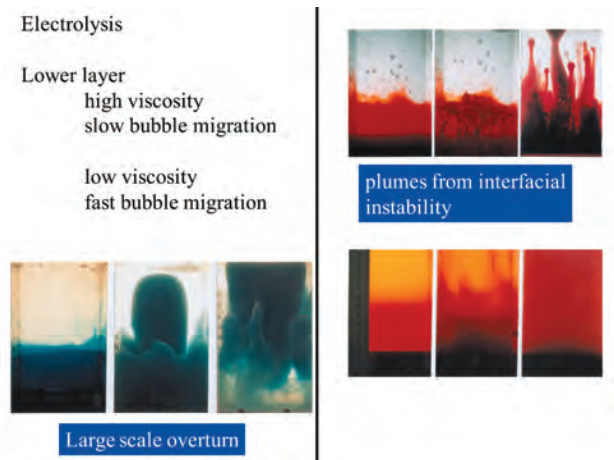 Electrolysis
Lower layer
high viscosity
slow bubble migration
low viscosity
fast bubble migration
Large scale overturn
plumes from interfacial
instability